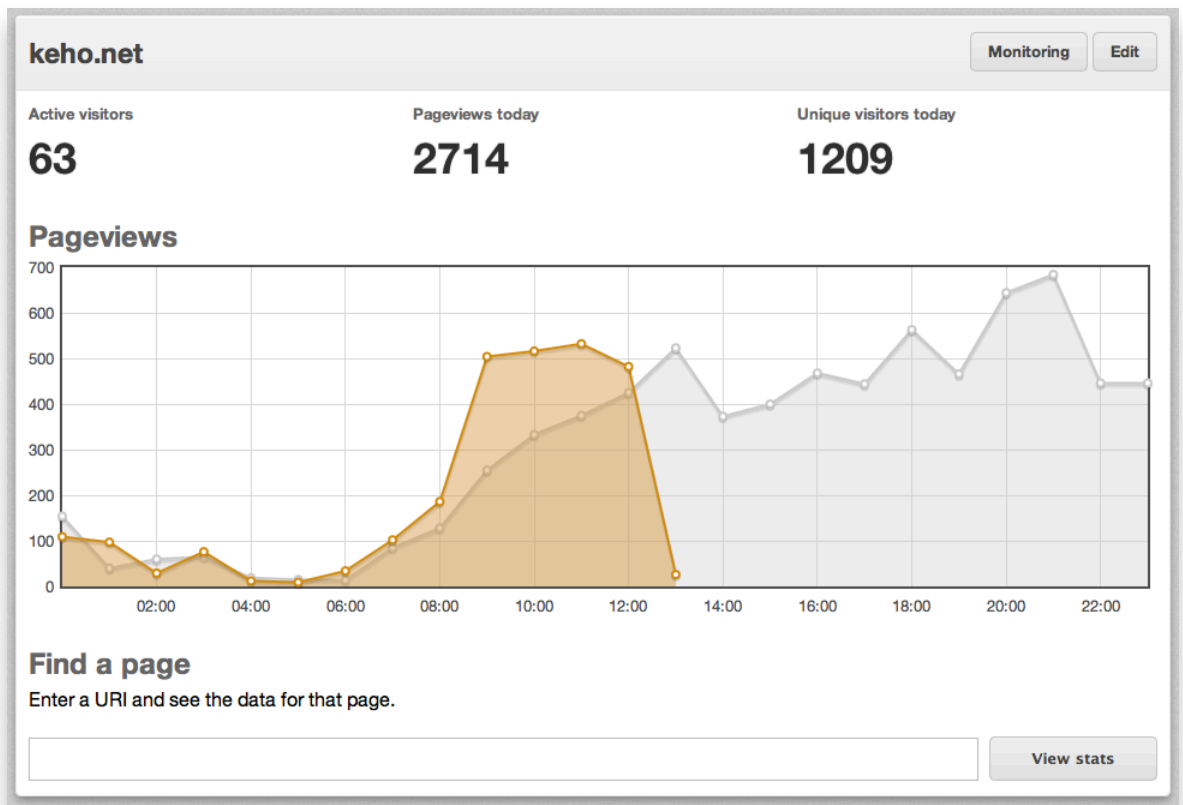 keho.net
Monitoring Edit
Active visitors Pageviews today Unique visitors today
63 2714 1209
Pageviews
700
600
500
400
300
200
100
0
02:00 04:00 06:00 08:00 10:00 12:00 14:00 16:00 18:00 20:00 22:00
Find a page
Enter a URI and see the data for that page.
View stats